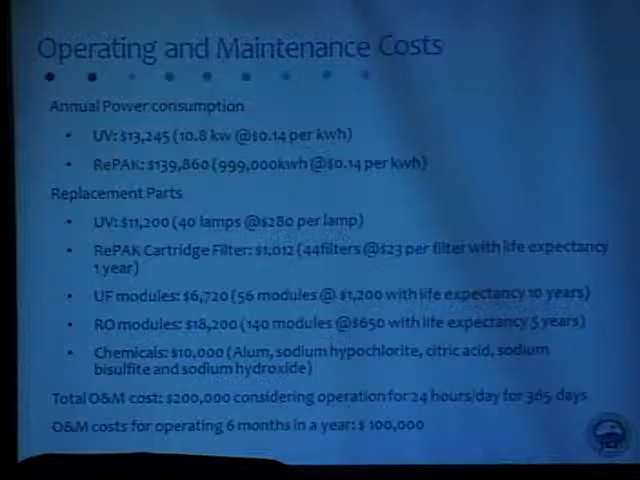 Operating and Maintenance Costs
Annual Power consumption
• UV: $13,245 (10.8 kw @$0.14 per kwh)
• RePAK: $139,860 (999,000kwh @$0.14 per kwh)
Replacement Parts
• UV: $11,200 (40 lamps @$280 per lamp)
• RePAK Cartridge Filter: $1,012 (44filters @$23 per filter with life expectancy
1 year)
• UF modules: $6,720 (56 modules @ $1,200 with life expectancy 10 years)
• RO modules: $18,200 (140 modules @$650 with life expectancy 5 years)
• Chemicals: $10,000 (Alum, sodium hypochlorite, citric acid, sodium
bisulfite and sodium hydroxide)
Total O&M cost: $200,000 considering operation for 24 hours/day for 365 days
O&M costs for operating 6 months in a year: $ 100,000